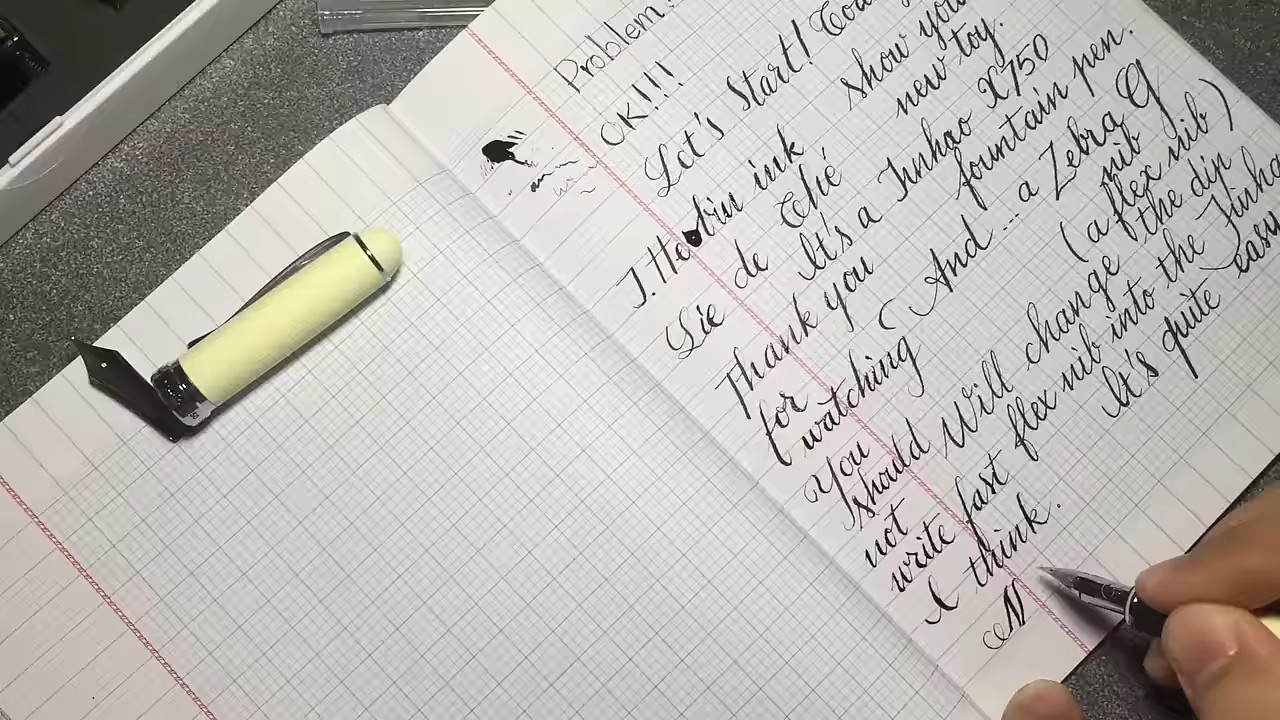 Problem
OK!!!
Let's Start!
show you
new toy.
It's a Jinhao X750
fountain pen.
(And... a Zebra G
nib
(a flex nib)
Will change the dip
flex nib into the Jinhao
It's quite easy
J.Herbin ink
Lie de Thé
Thank you
for
watching
You
should
not
write fast
I think.
N